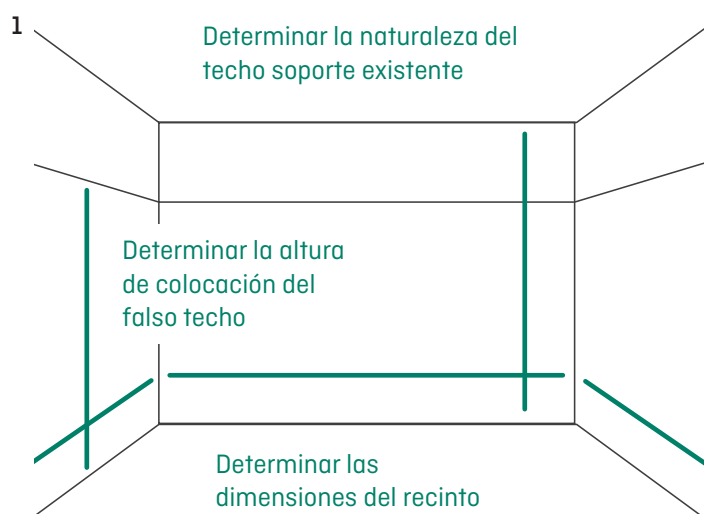 1
Determinar la naturaleza del
techo soporte existente
Determinar la altura
de colocación del
falso techo
Determinar las
dimensiones del recinto